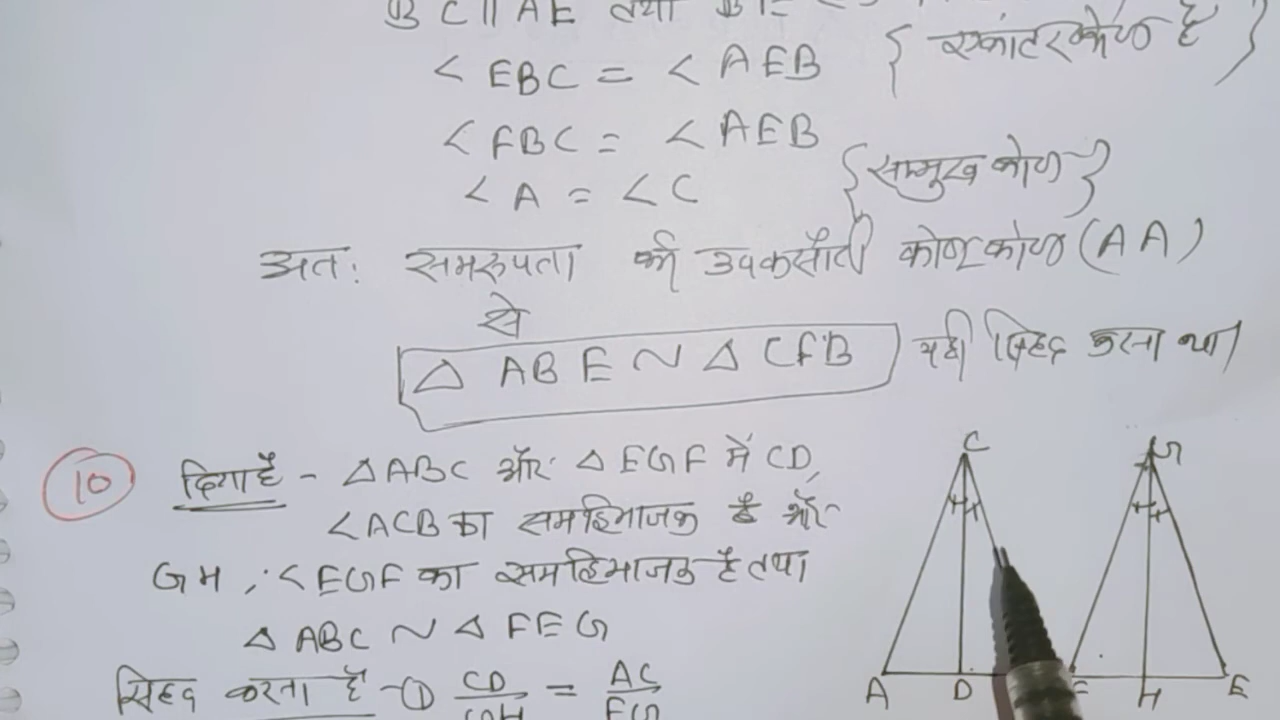 BC || AE तथा
∠EBC = ∠AEB { एकांतर कोण है }
∠FBC = ∠AEB
∠A = ∠C {सम्मुख कोण}
अतः समरुपता की उपकसौटी कोण कोण (AA)
से
△ ABE ~ △ CFB यही सिद्ध करना था
10 दिया है - △ABC और △EGF में CD,
∠ACB का समद्विभाजक है और
GH, ∠EGF का समद्विभाजक है तथा
△ ABC ~ △ FEG
सिद्ध करता है - ① CD/GH = AC/FG
C G
A D F H E